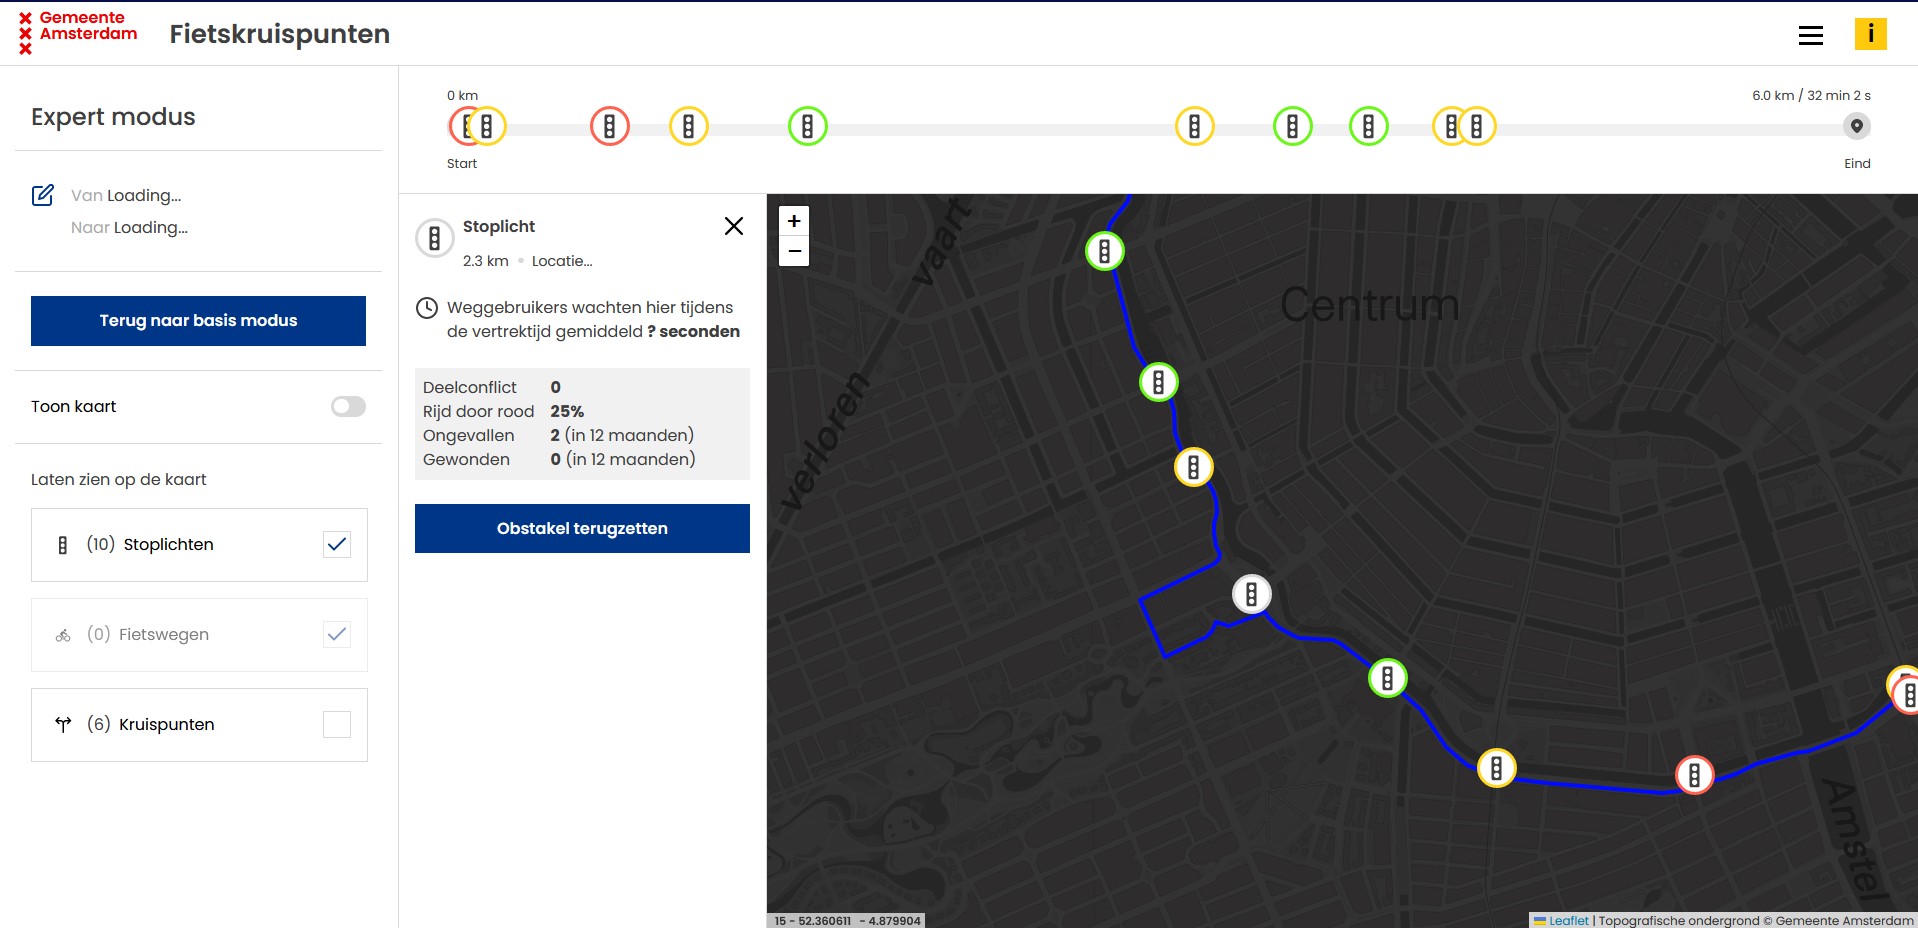 Gemeente
Amsterdam
Fietskruispunten
i
Expert modus
Van Loading...
Naar Loading...
Terug naar basis modus
Toon kaart
Laten zien op de kaart
(10) Stoplichten
(0) Fietswegen
(6) Kruispunten
0 km
6.0 km / 32 min 2 s
Start
Eind
Stoplicht
2.3 km • Locatie...
Weggebruikers wachten hier tijdens
de vertrektijd gemiddeld ? seconden
Deelconflict 0
Rijd door rood 25%
Ongevallen 2 (in 12 maanden)
Gewonden 0 (in 12 maanden)
Obstakel terugzetten
+
−
vaart
verloren
Centrum
Amstel
15 - 52.360611 - 4.879904
Leaflet | Topografische ondergrond © Gemeente Amsterdam